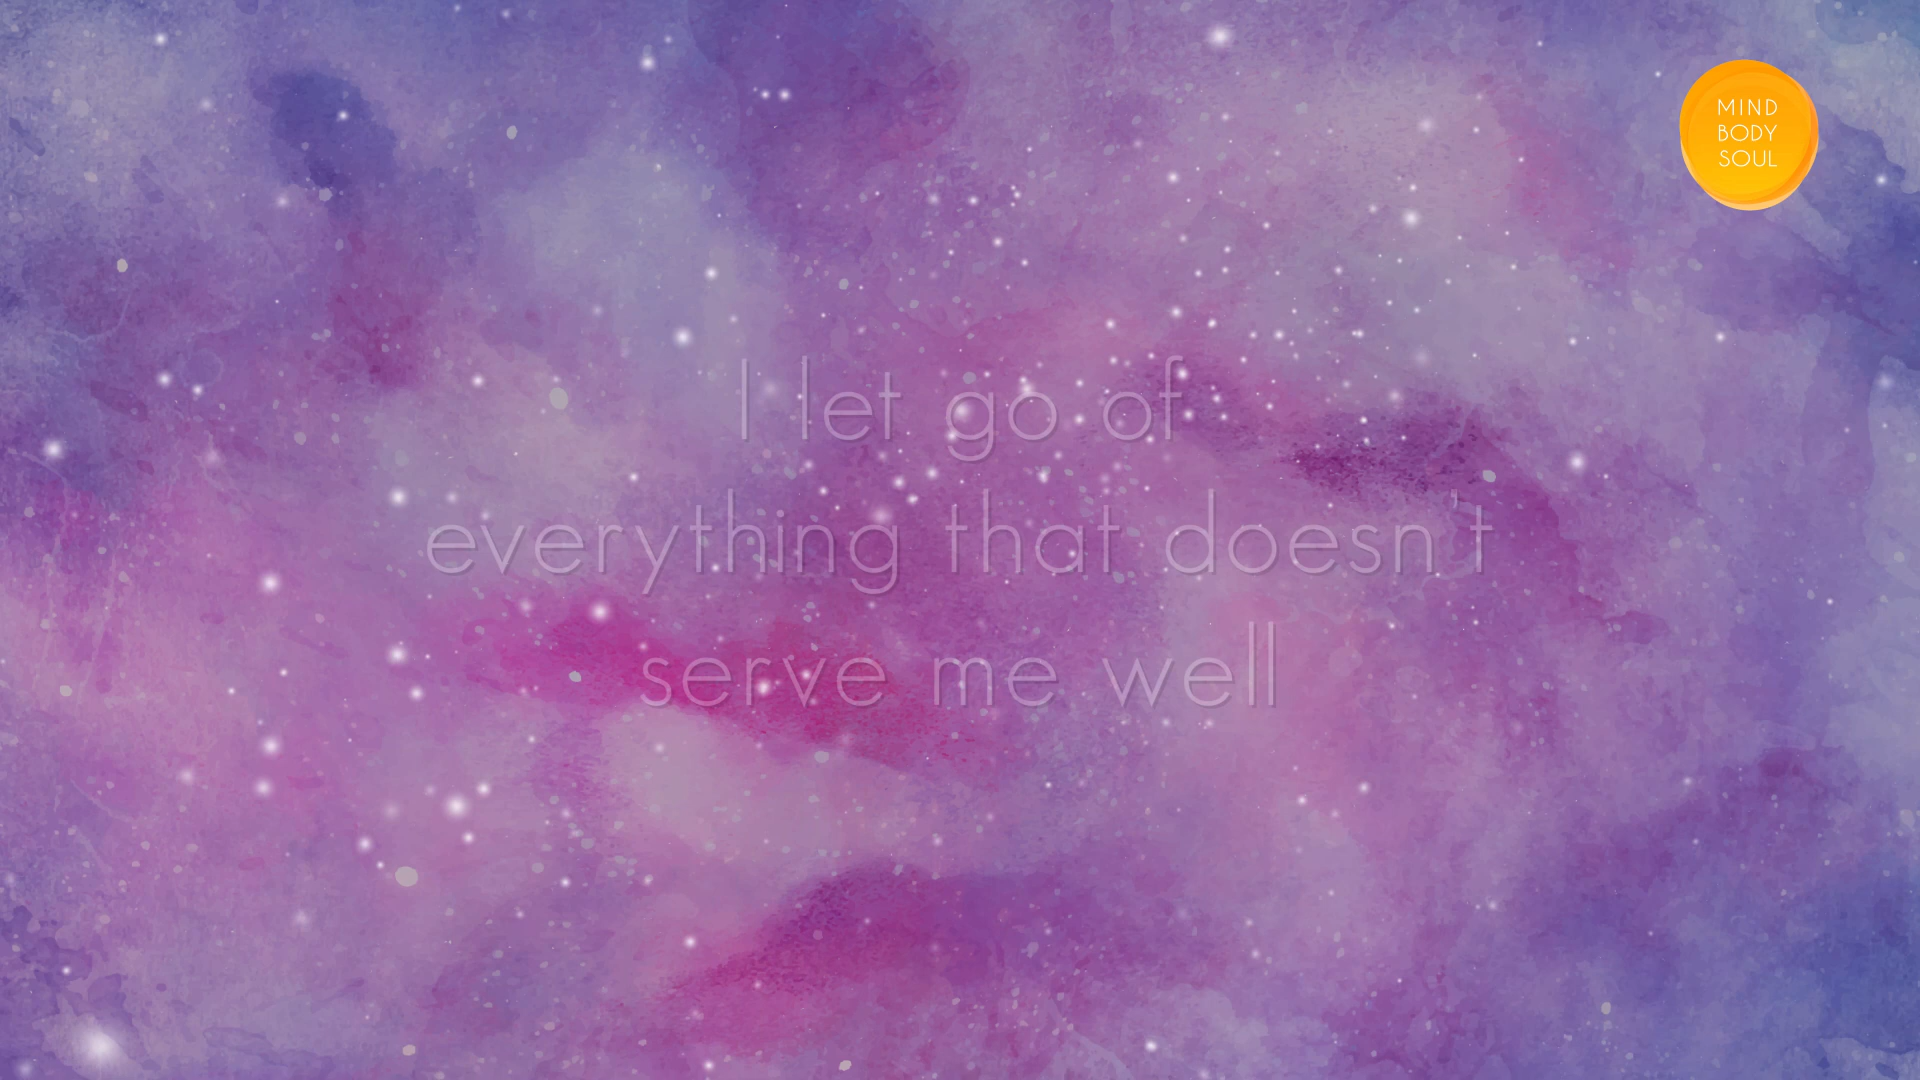 MIND
BODY
SOUL
I let go of
everything that doesn t
serve me well